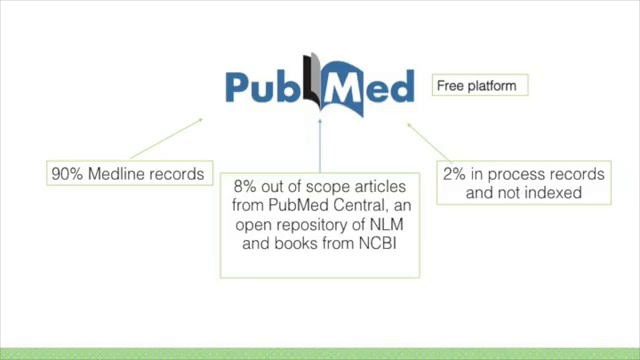 PubMed
Free platform
90% Medline records
8% out of scope articles
from PubMed Central, an
open repository of NLM
and books from NCBI
2% in process records
and not indexed